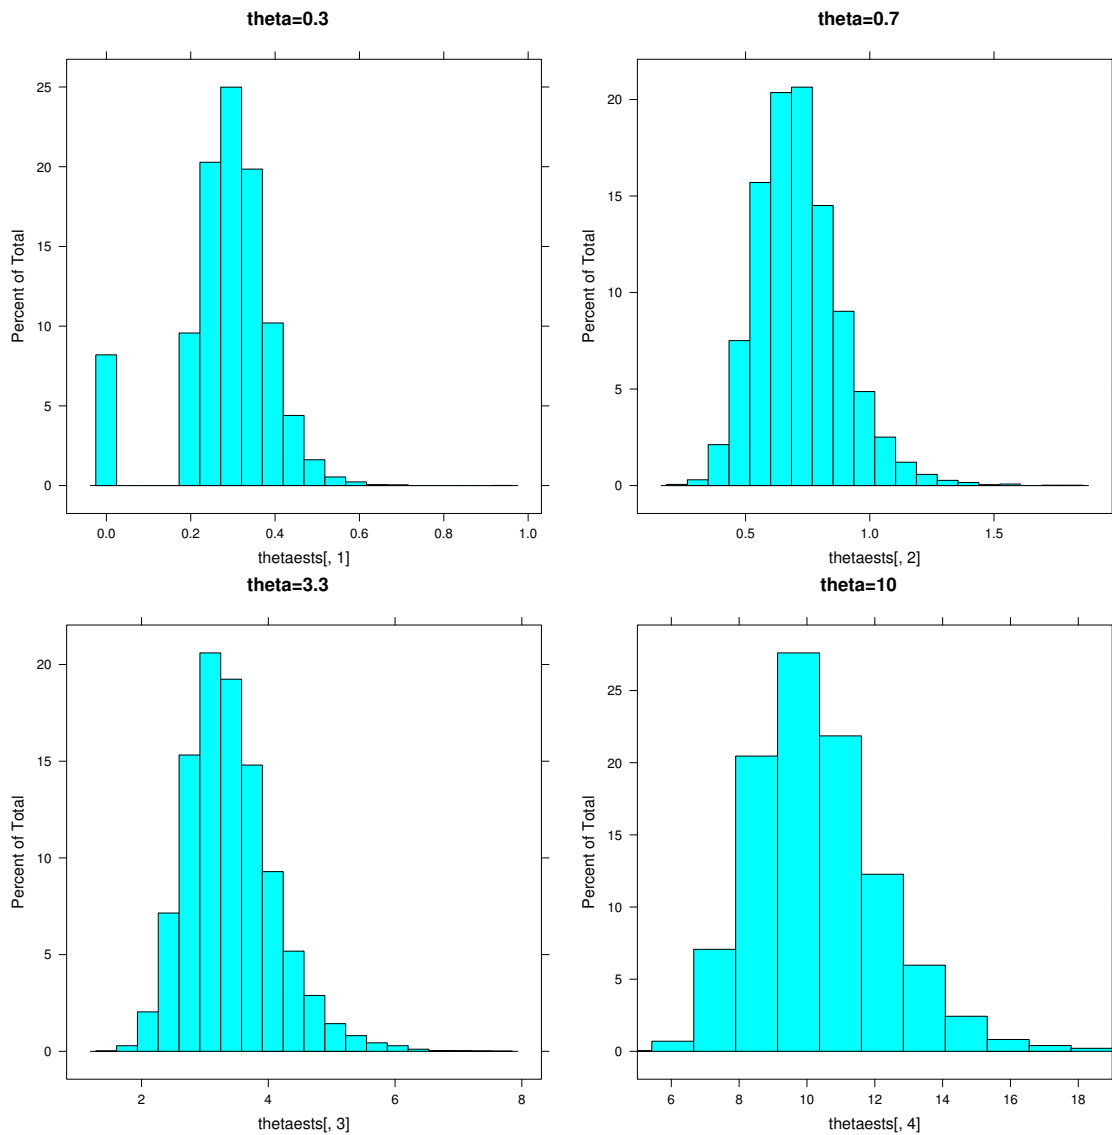 theta=0.3
25
20
15
10
5
0
Percent of Total
0.0 0.2 0.4 0.6 0.8 1.0
thetaests[, 1]
theta=0.7
20
15
10
5
0
Percent of Total
0.5 1.0 1.5
thetaests[, 2]
theta=3.3
20
15
10
5
0
Percent of Total
2 4 6 8
thetaests[, 3]
theta=10
25
20
15
10
5
0
Percent of Total
6 8 10 12 14 16 18
thetaests[, 4]